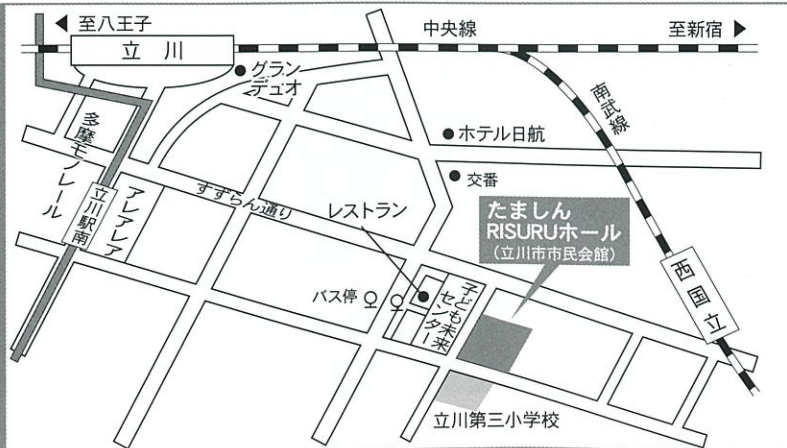 至八王子
中央線
至新宿
立川
グラン
デュオ
南武線
ホテル日航
多摩モノレール
交番
すずらん通り
レストラン
たましん
RISURUホール
(立川市市民会館)
立川駅南
アレアレア
西国立
バス停
子ども未来
センター
立川第三小学校